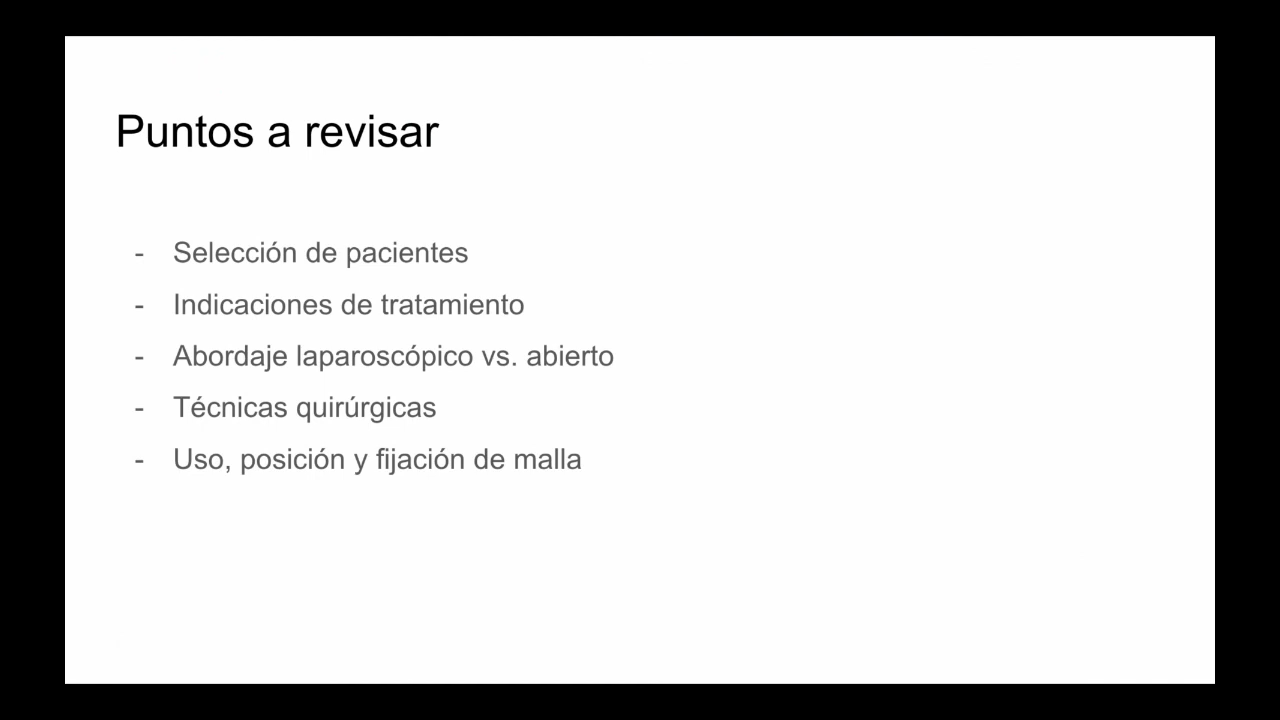 Puntos a revisar
- Selección de pacientes
- Indicaciones de tratamiento
- Abordaje laparoscópico vs. abierto
- Técnicas quirúrgicas
- Uso, posición y fijación de malla